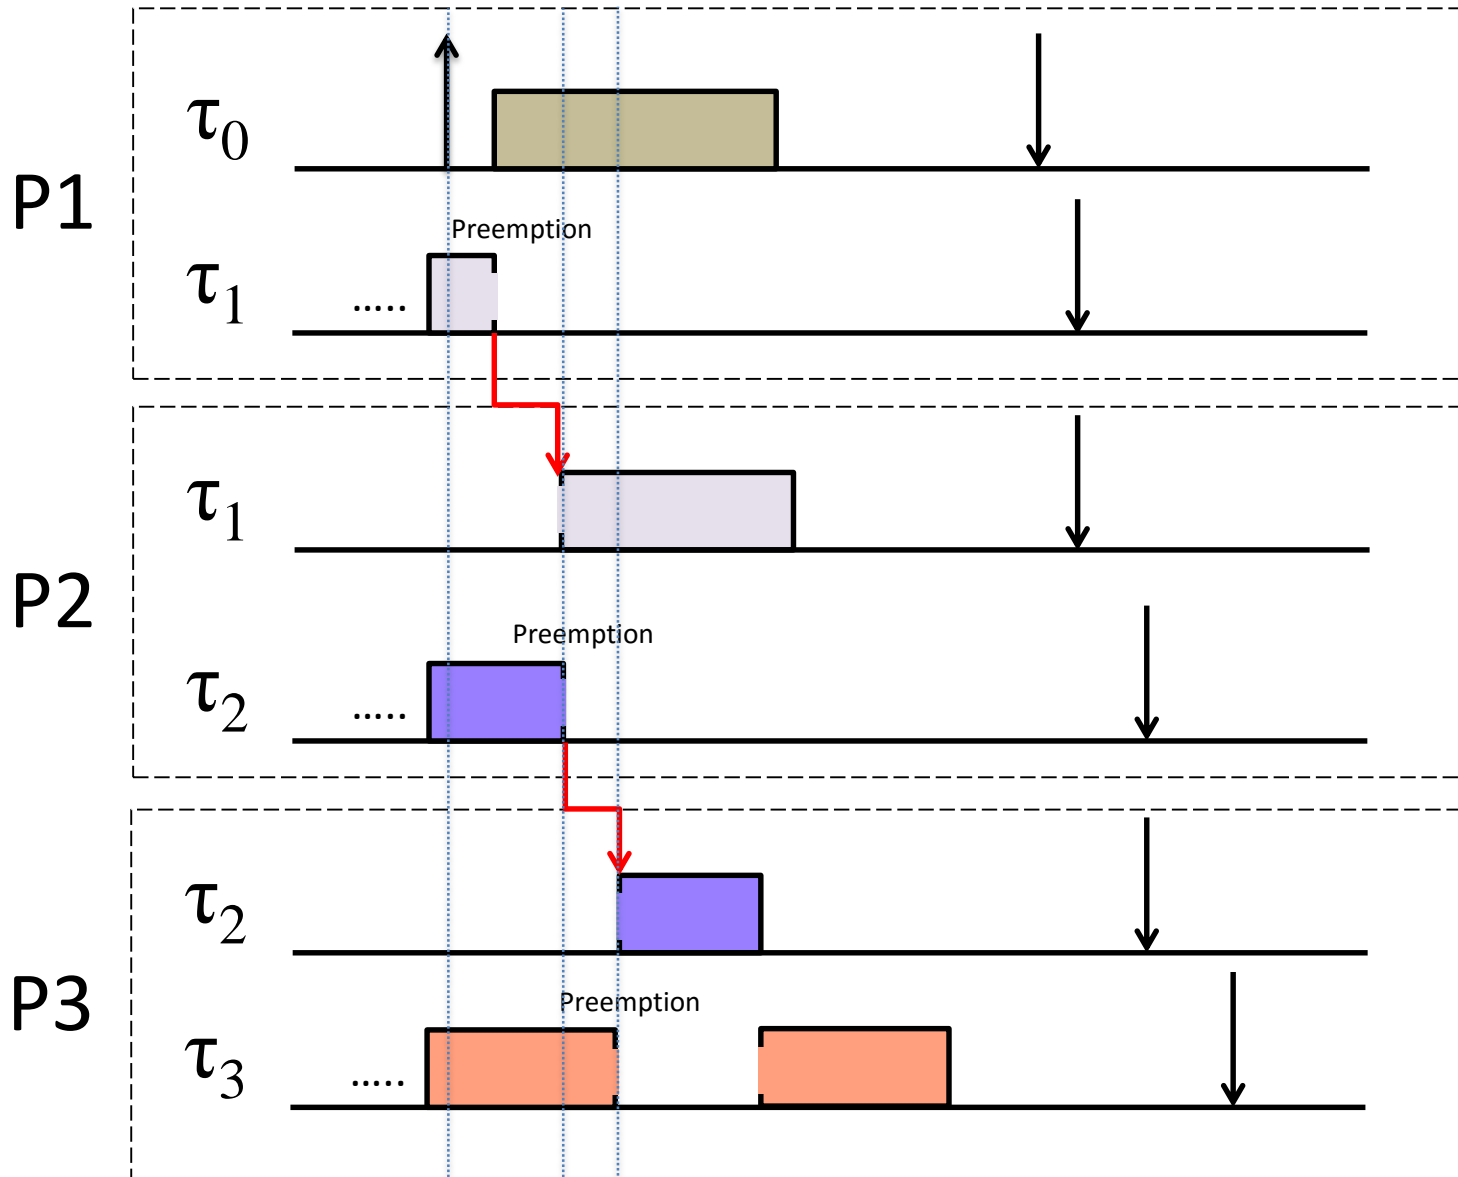 τ0
P1
Preemption
τ1
.....
τ1
P2
Preemption
τ2
.....
τ2
P3
Preemption
τ3
.....